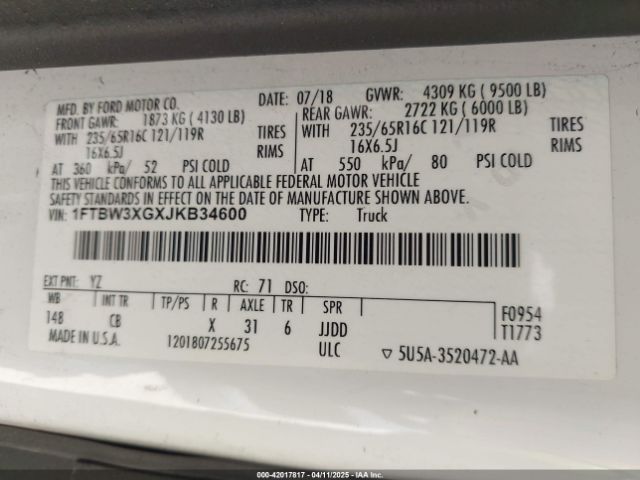 MFD. BY FORD MOTOR CO. DATE: 07/18 GVWR: 4309 KG ( 9500 LB)
FRONT GAWR: 1873 KG ( 4130 LB) REAR GAWR: 2722 KG ( 6000 LB)
WITH 235/65R16C 121/119R TIRES WITH 235/65R16C 121/119R TIRES
16X6.5J RIMS 16X6.5J RIMS
AT 360 kPa/ 52 PSI COLD AT 550 kPa/ 80 PSI COLD
THIS VEHICLE CONFORMS TO ALL APPLICABLE FEDERAL MOTOR VEHICLE
SAFETY STANDARDS IN EFFECT ON THE DATE OF MANUFACTURE SHOWN ABOVE.
VIN: 1FTBW3XGXJKB34600 TYPE: Truck
EXT PNT: YZ RC: 71 DSO:
WB INT TR TP/PS R AXLE TR SPR F0954
148 CB X 31 6 JJDD T1773
MADE IN U.S.A. 1201807255675 ULC ▽ 5U5A-3520472-AA
000-42017817 - 04/11/2025 - IAA Inc.